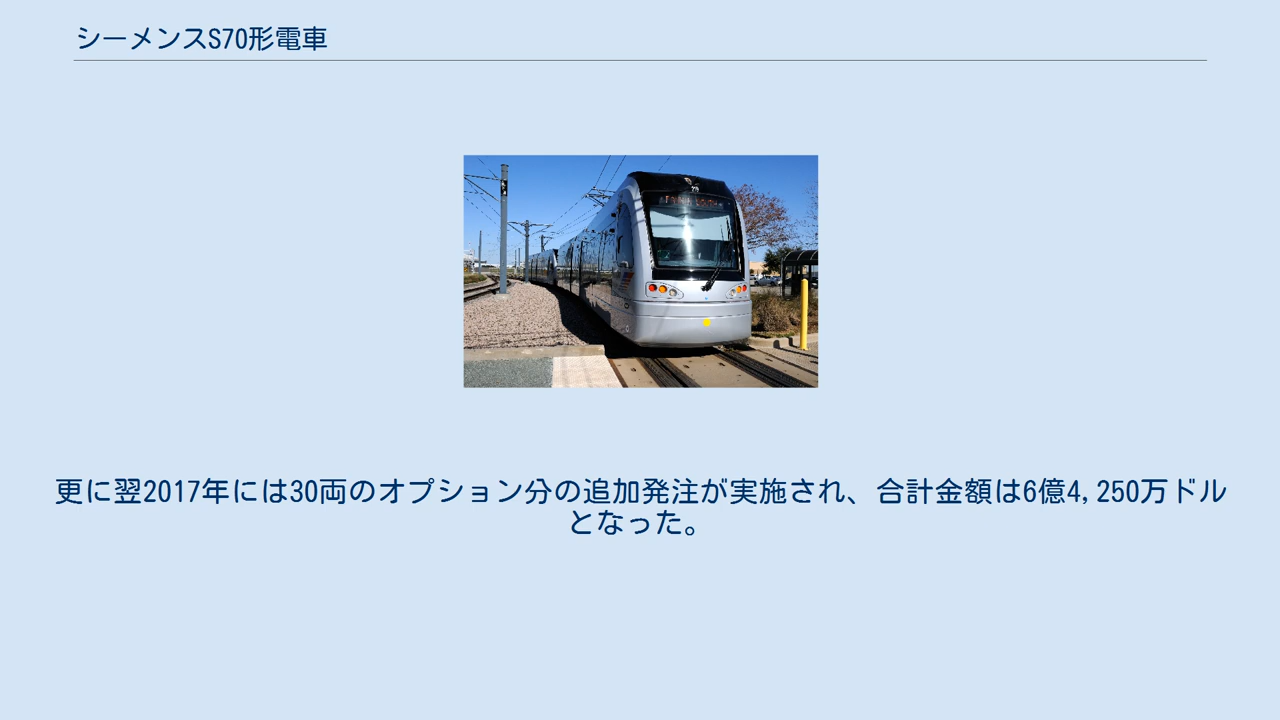 シーメンスS70形電車
更に翌2017年には30両のオプション分の追加発注が実施され、合計金額は6億4,250万ドル
となった。